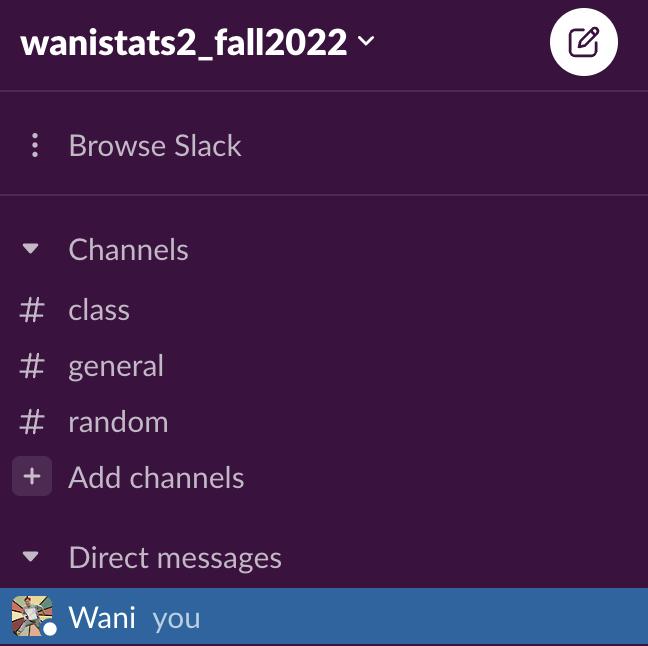 wanistats2_fall2022
Browse Slack
Channels
# class
# general
# random
+ Add channels
Direct messages
Wani you